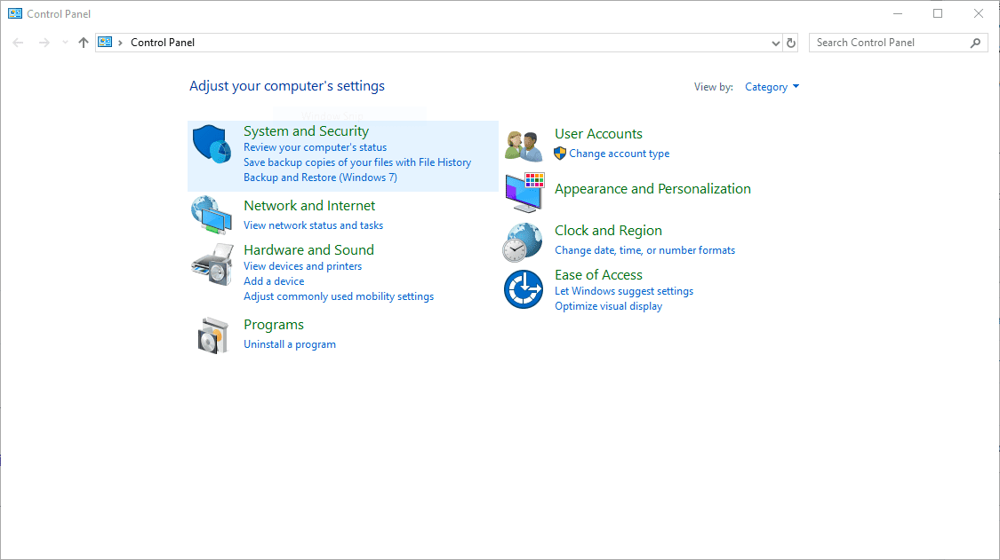 Control Panel
Control Panel
Search Control Panel
Adjust your computer's settings
View by: Category
System and Security
Review your computer's status
Save backup copies of your files with File History
Backup and Restore (Windows 7)
Network and Internet
View network status and tasks
Hardware and Sound
View devices and printers
Add a device
Adjust commonly used mobility settings
Programs
Uninstall a program
User Accounts
Change account type
Appearance and Personalization
Clock and Region
Change date, time, or number formats
Ease of Access
Let Windows suggest settings
Optimize visual display